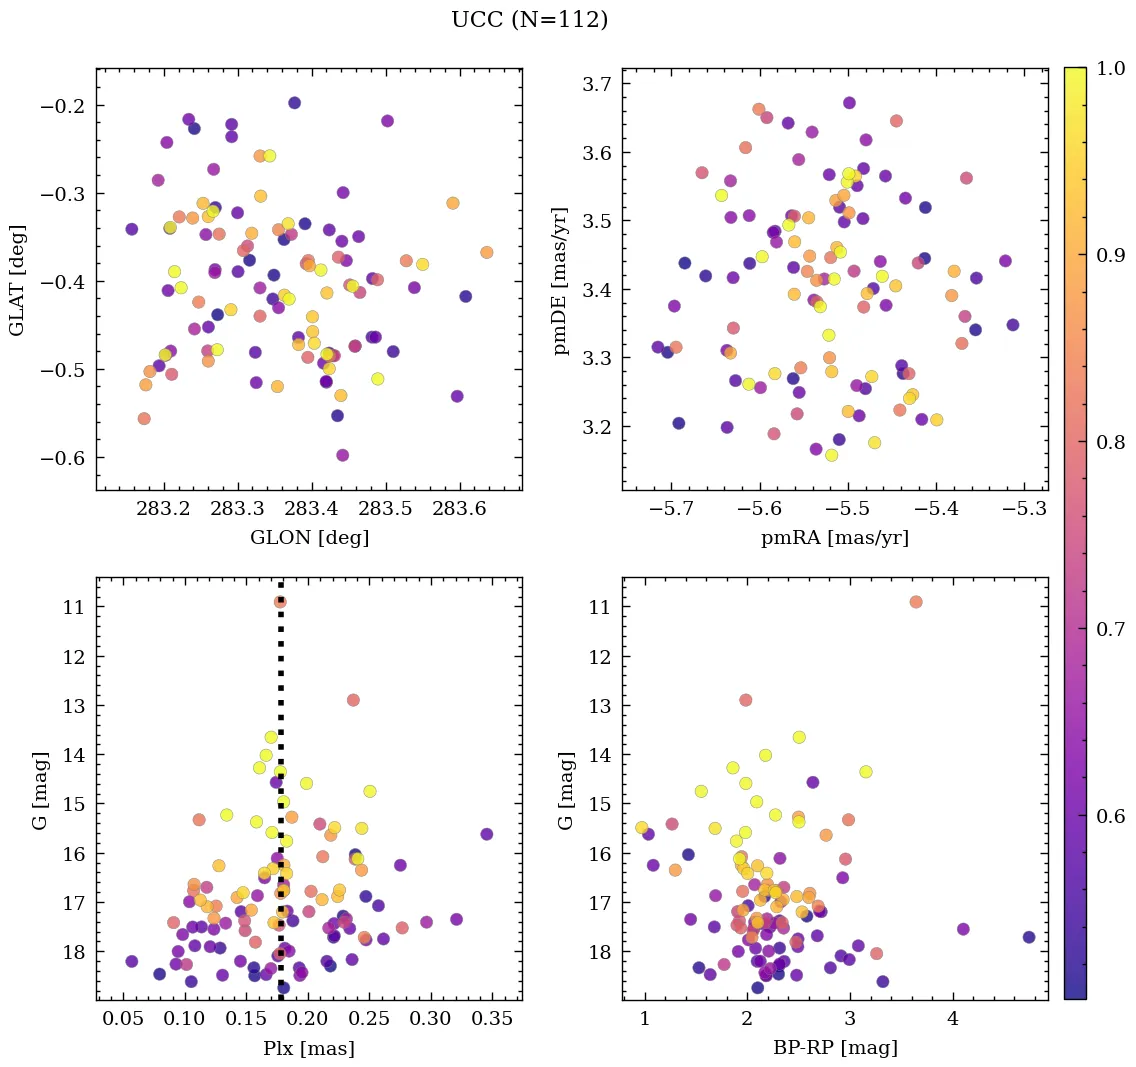 UCC (N=112)
−0.2
−0.3
−0.4
−0.5
−0.6
GLAT [deg]
283.2 283.3 283.4 283.5 283.6
GLON [deg]
3.7
3.6
3.5
3.4
3.3
3.2
pmDE [mas/yr]
−5.7 −5.6 −5.5 −5.4 −5.3
pmRA [mas/yr]
1.0
0.9
0.8
0.7
0.6
11
12
13
14
15
16
17
18
G [mag]
0.05 0.10 0.15 0.20 0.25 0.30 0.35
Plx [mas]
11
12
13
14
15
16
17
18
G [mag]
1 2 3 4
BP-RP [mag]